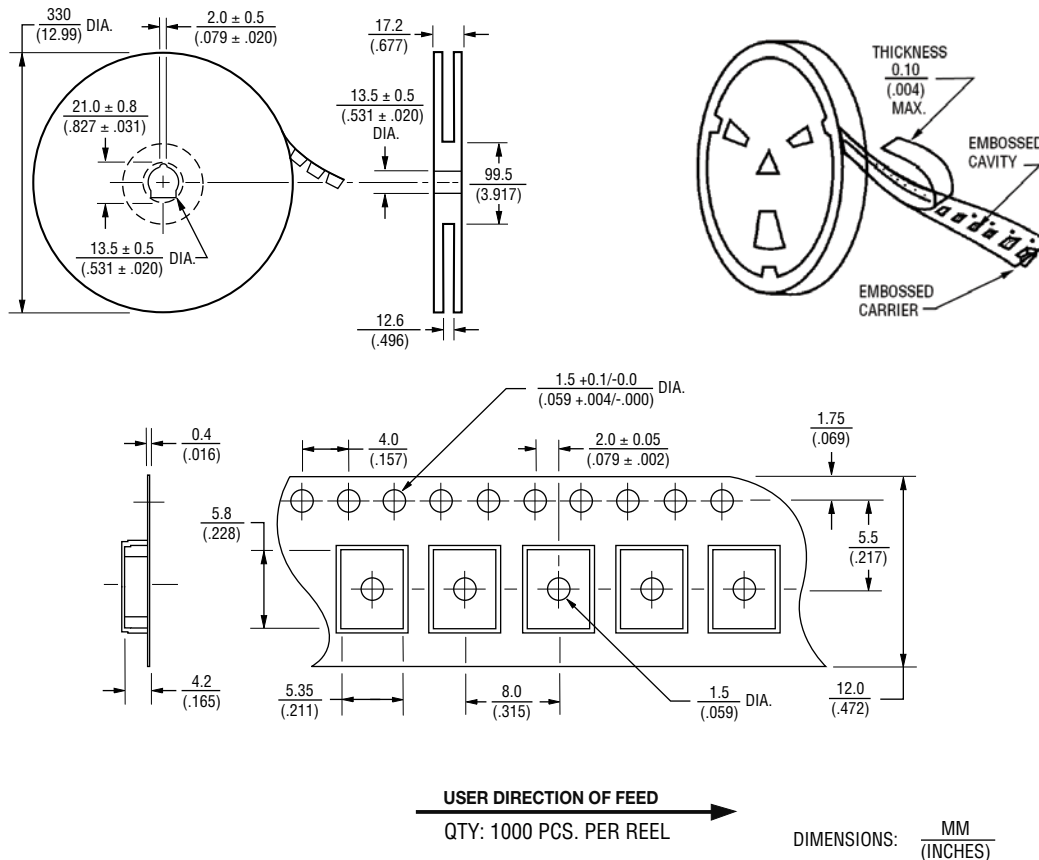 330
(12.99)
DIA.
2.0 ± 0.5
(.079 ± .020)
21.0 ± 0.8
(.827 ± .031)
13.5 ± 0.5
(.531 ± .020)
DIA.
17.2
(.677)
13.5 ± 0.5
(.531 ± .020)
DIA.
99.5
(3.917)
12.6
(.496)
THICKNESS
0.10
(.004)
MAX.
EMBOSSED
CAVITY
EMBOSSED
CARRIER
0.4
(.016)
4.2
(.165)
4.0
(.157)
1.5 +0.1/-0.0
(.059 +.004/-.000)
DIA.
2.0 ± 0.05
(.079 ± .002)
1.75
(.069)
5.8
(.228)
5.5
(.217)
5.35
(.211)
8.0
(.315)
1.5
(.059)
DIA.
12.0
(.472)
USER DIRECTION OF FEED
QTY: 1000 PCS. PER REEL
DIMENSIONS:
MM
(INCHES)